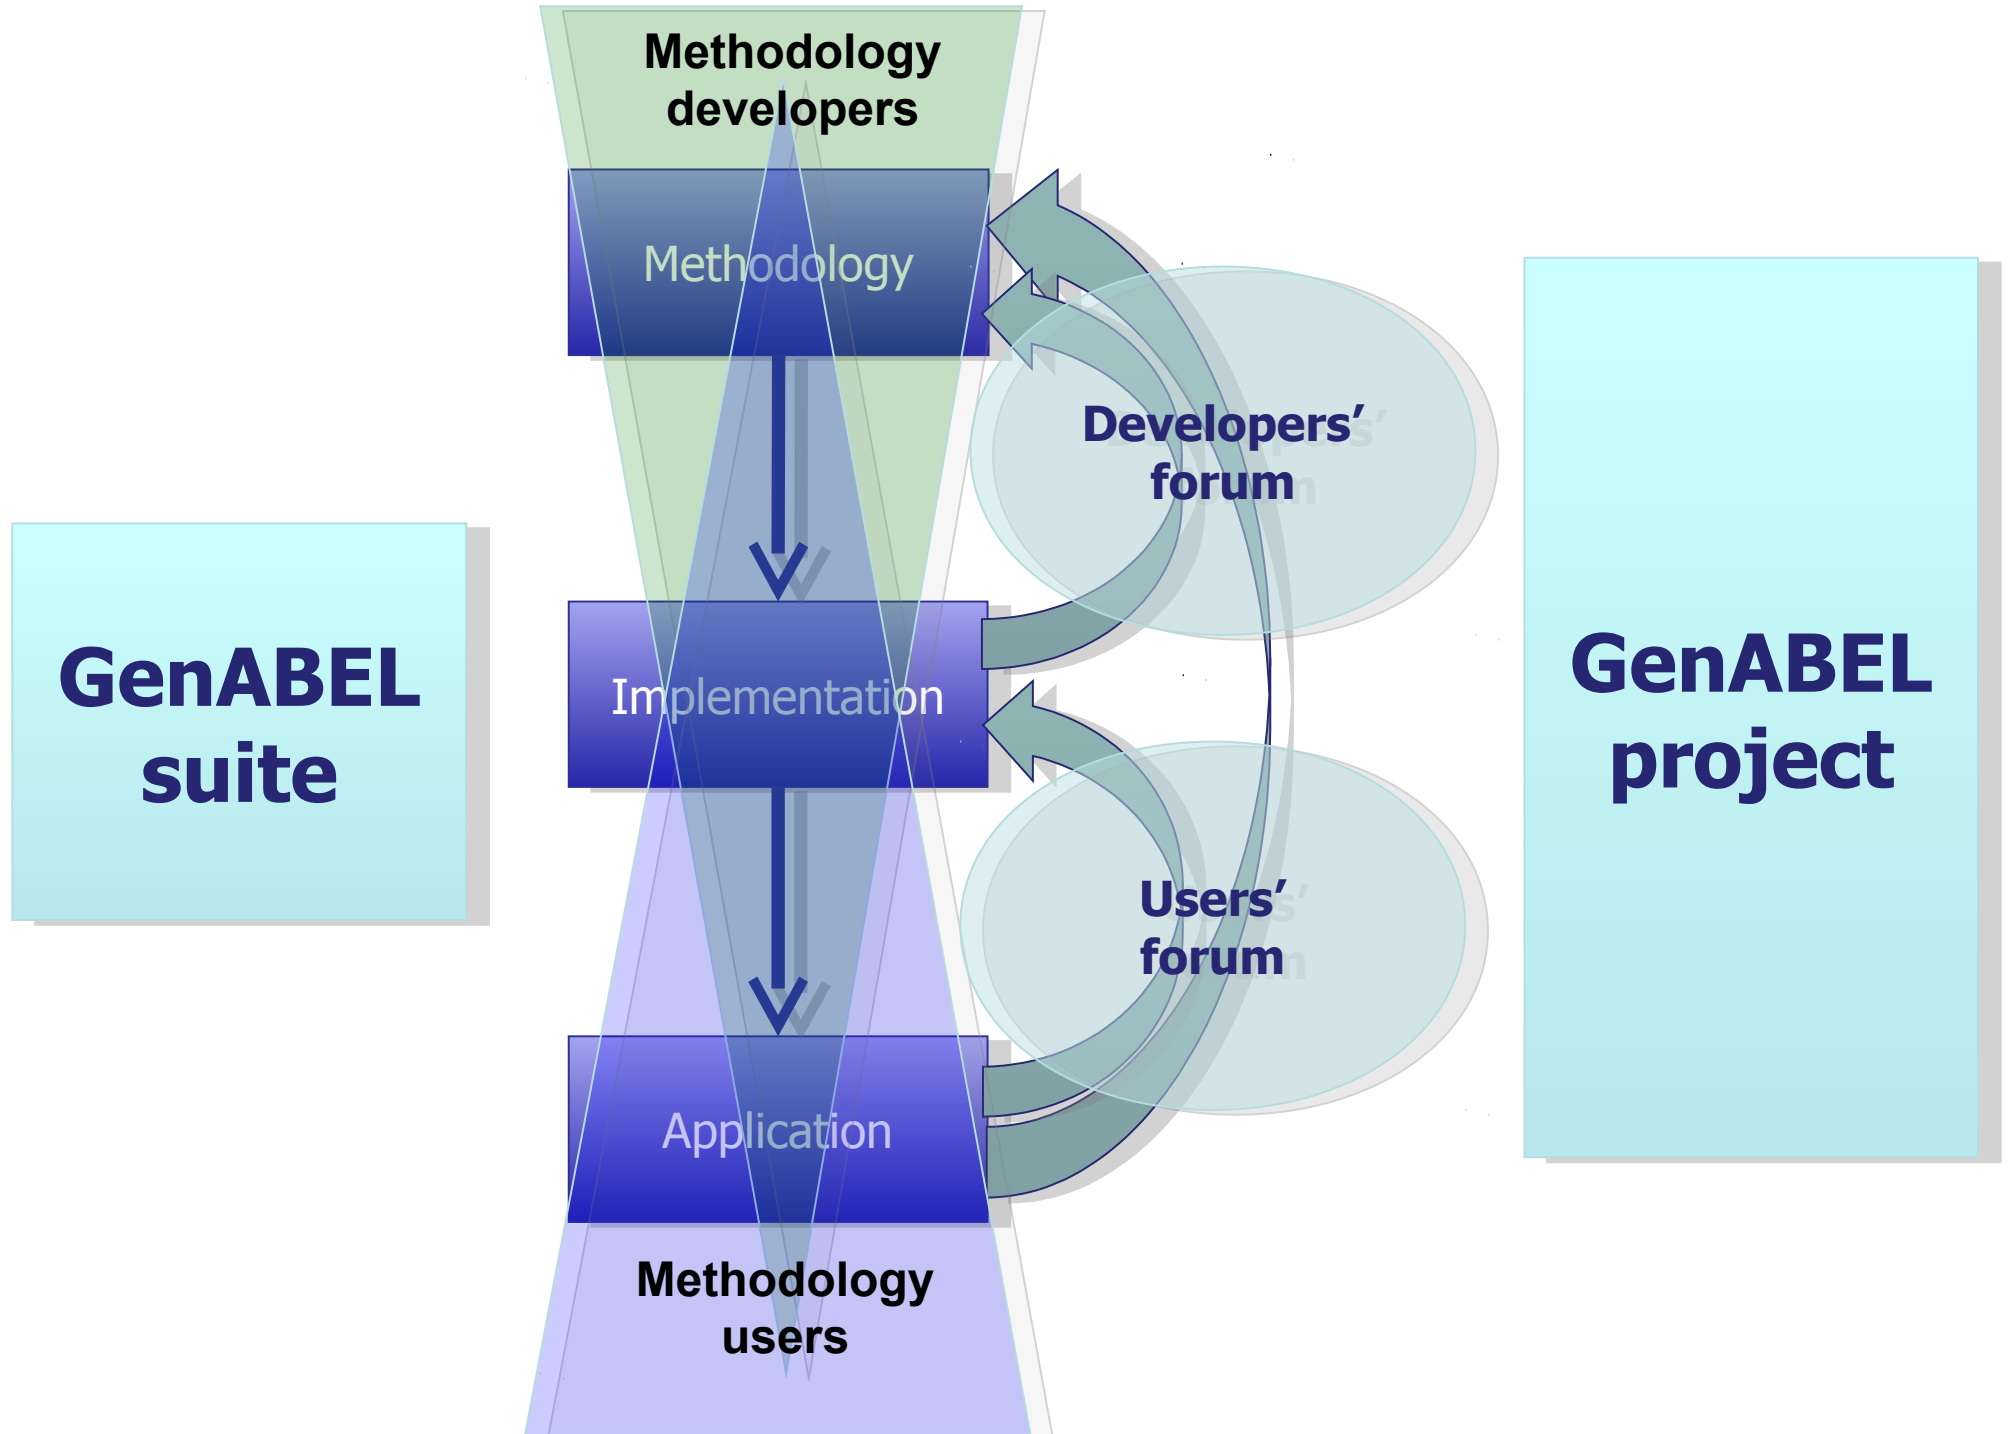 Methodology
developers
Methodology
Developers’
forum
GenABEL
suite
Implementation
GenABEL
project
Users’
forum
Application
Methodology
users